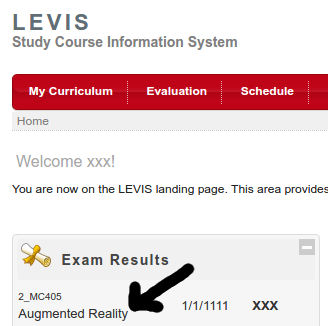 LEVIS
Study Course Information System
My Curriculum Evaluation Schedule
Home
Welcome xxx!
You are now on the LEVIS landing page. This area provides
Exam Results
2_MC405
Augmented Reality 1/1/1111 XXX